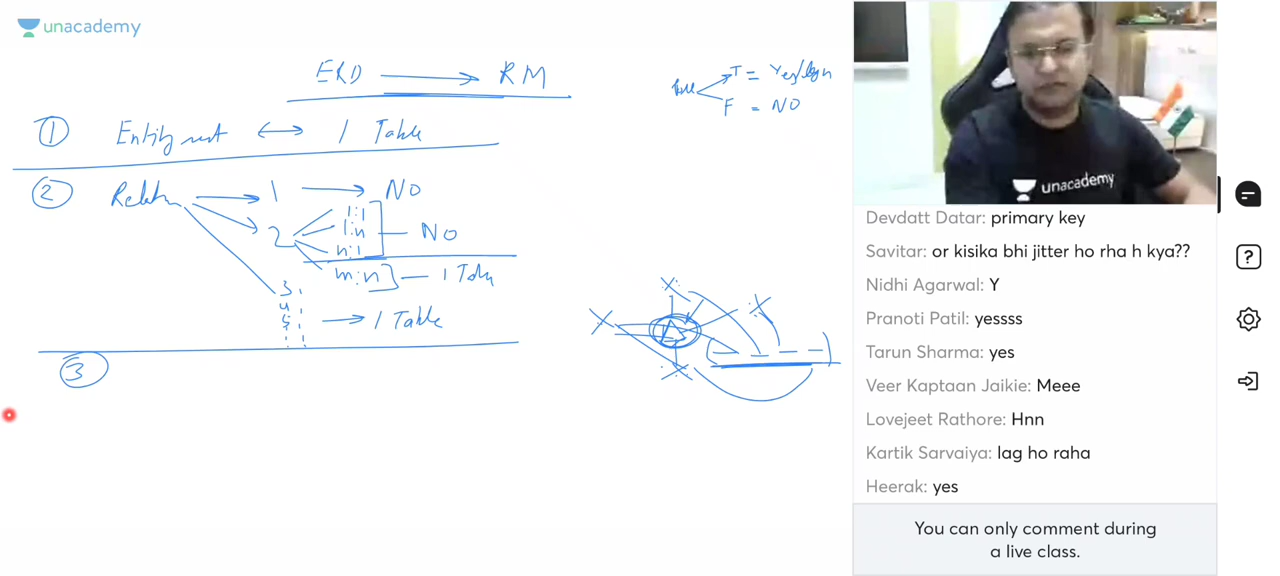 unacademy
ERD → RM
T = Yes/
F = NO
① Entity set ↔ 1 Table
② Relation → 1 → NO
2
1:1
1:n
n:1
NO
m:n
1 Table
3
4
5
→ 1 Table
③
unacademy
Devdatt Datar: primary key
Savitar: or kisika bhi jitter ho rha h kya??
Nidhi Agarwal: Y
Pranoti Patil: yessss
Tarun Sharma: yes
Veer Kaptaan Jaikie: Meee
Lovejeet Rathore: Hnn
Kartik Sarvaiya: lag ho raha
Heerak: yes
You can only comment during
a live class.